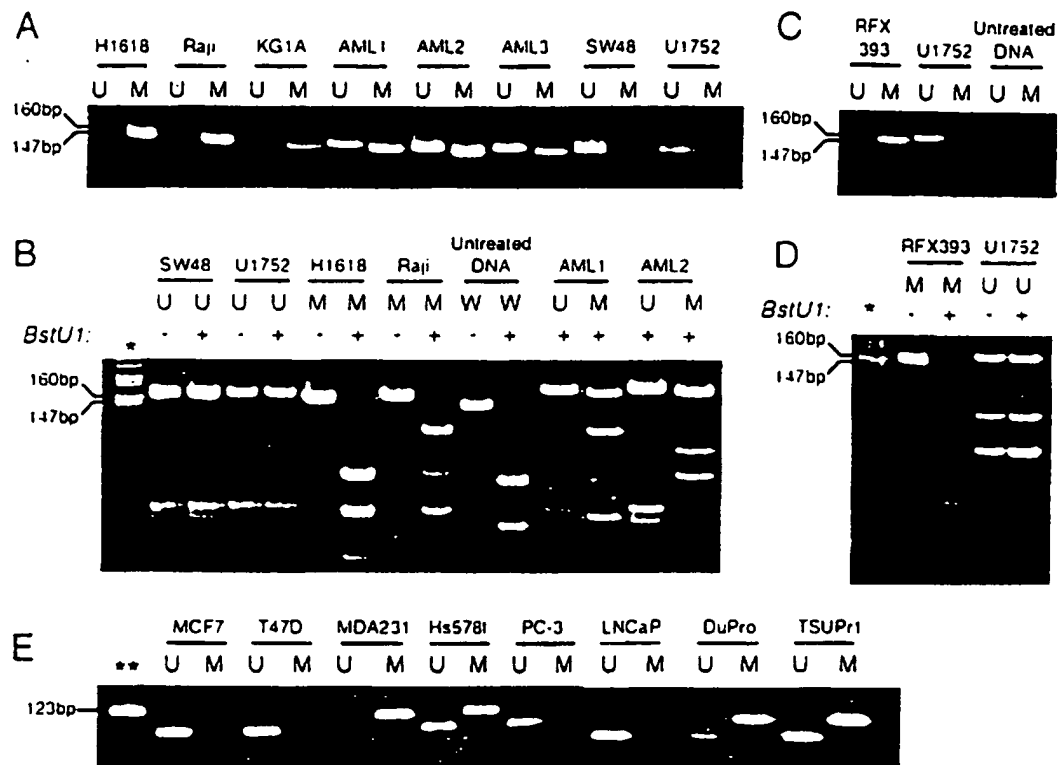 A
H1618 Raji KG1A AML1 AML2 AML3 SW48 U1752
U M U M U M U M U M U M U M U M
160bp
147bp
C
RFX 393 U1752 Untreated DNA
U M U M U M
160bp
147bp
B
SW48 U1752 H1618 Raji Untreated DNA AML1 AML2
U U U U M M M M W W U M U M
BstU1: - + - + - + - + - + + + + +
*
160bp
147bp
D
RFX393 U1752
M M U U
BstU1: * - + - +
160bp
147bp
E
MCF7 T47D MDA231 Hs578t PC-3 LNCaP DuPro TSUPr1
** U M U M U M U M U M U M U M U M
123bp